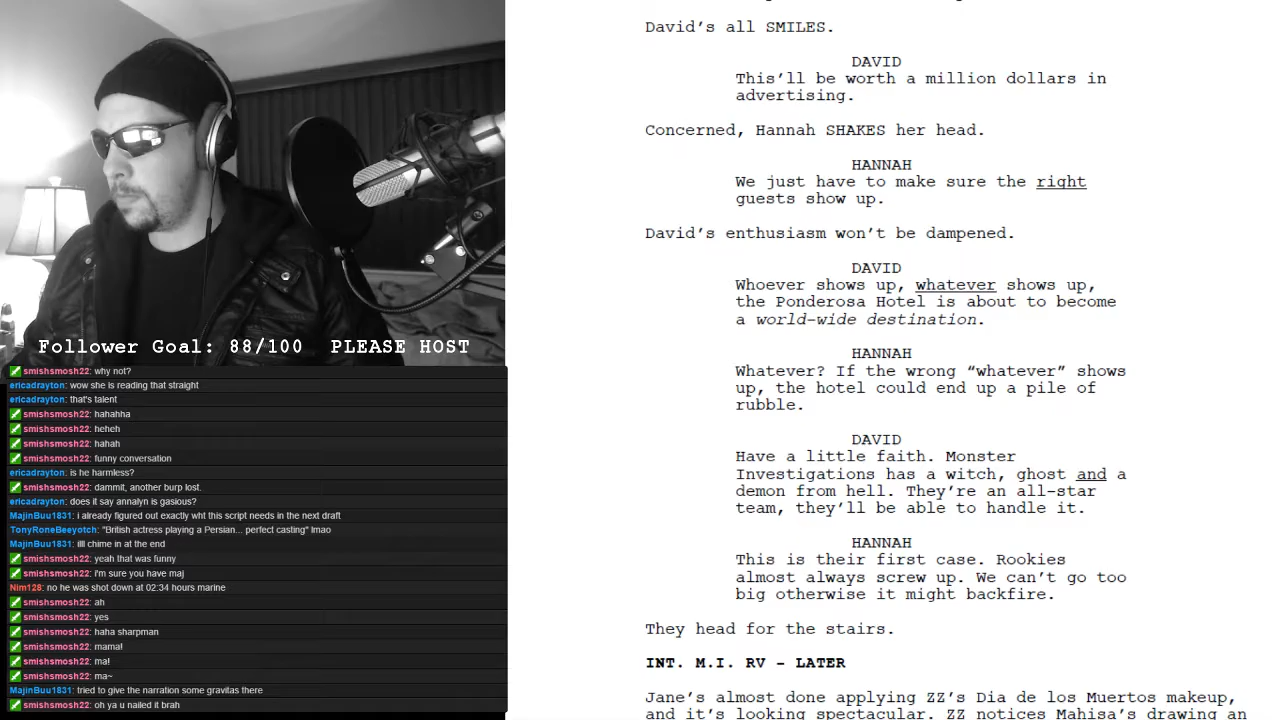 David's all SMILES.
DAVID
This'll be worth a million dollars in
advertising.
Concerned, Hannah SHAKES her head.
HANNAH
We just have to make sure the right
guests show up.
David's enthusiasm won't be dampened.
DAVID
Whoever shows up, whatever shows up,
the Ponderosa Hotel is about to become
a world-wide destination.
HANNAH
Whatever? If the wrong “whatever” shows
up, the hotel could end up a pile of
rubble.
DAVID
Have a little faith. Monster
Investigations has a witch, ghost and a
demon from hell. They're an all-star
team, they'll be able to handle it.
HANNAH
This is their first case. Rookies
almost always screw up. We can't go too
big otherwise it might backfire.
They head for the stairs.
INT. M.I. RV - LATER
Jane's almost done applying ZZ's Dia de los Muertos makeup,
and it's looking spectacular. ZZ notices Mahisa's drawing an
Follower Goal: 88/100 PLEASE HOST
smishsmosh22: why not?
ericadrayton: wow she is reading that straight
ericadrayton: that's talent
smishsmosh22: hahahha
smishsmosh22: heheh
smishsmosh22: hahah
smishsmosh22: funny conversation
ericadrayton: is he harmless?
smishsmosh22: dammit, another burp lost.
ericadrayton: does it say annalyn is gasious?
MajinBuu1831: i already figured out exactly wht this script needs in the next draft
TonyRoneBeeyotch: "British actress playing a Persian... perfect casting" lmao
MajinBuu1831: illl chime in at the end
smishsmosh22: yeah that was funny
smishsmosh22: i'm sure you have maj
Nim128: no he was shot down at 02:34 hours marine
smishsmosh22: ah
smishsmosh22: yes
smishsmosh22: haha sharpman
smishsmosh22: mama!
smishsmosh22: ma!
smishsmosh22: ma~
MajinBuu1831: tried to give the narration some gravitas there
smishsmosh22: oh ya u nailed it brah